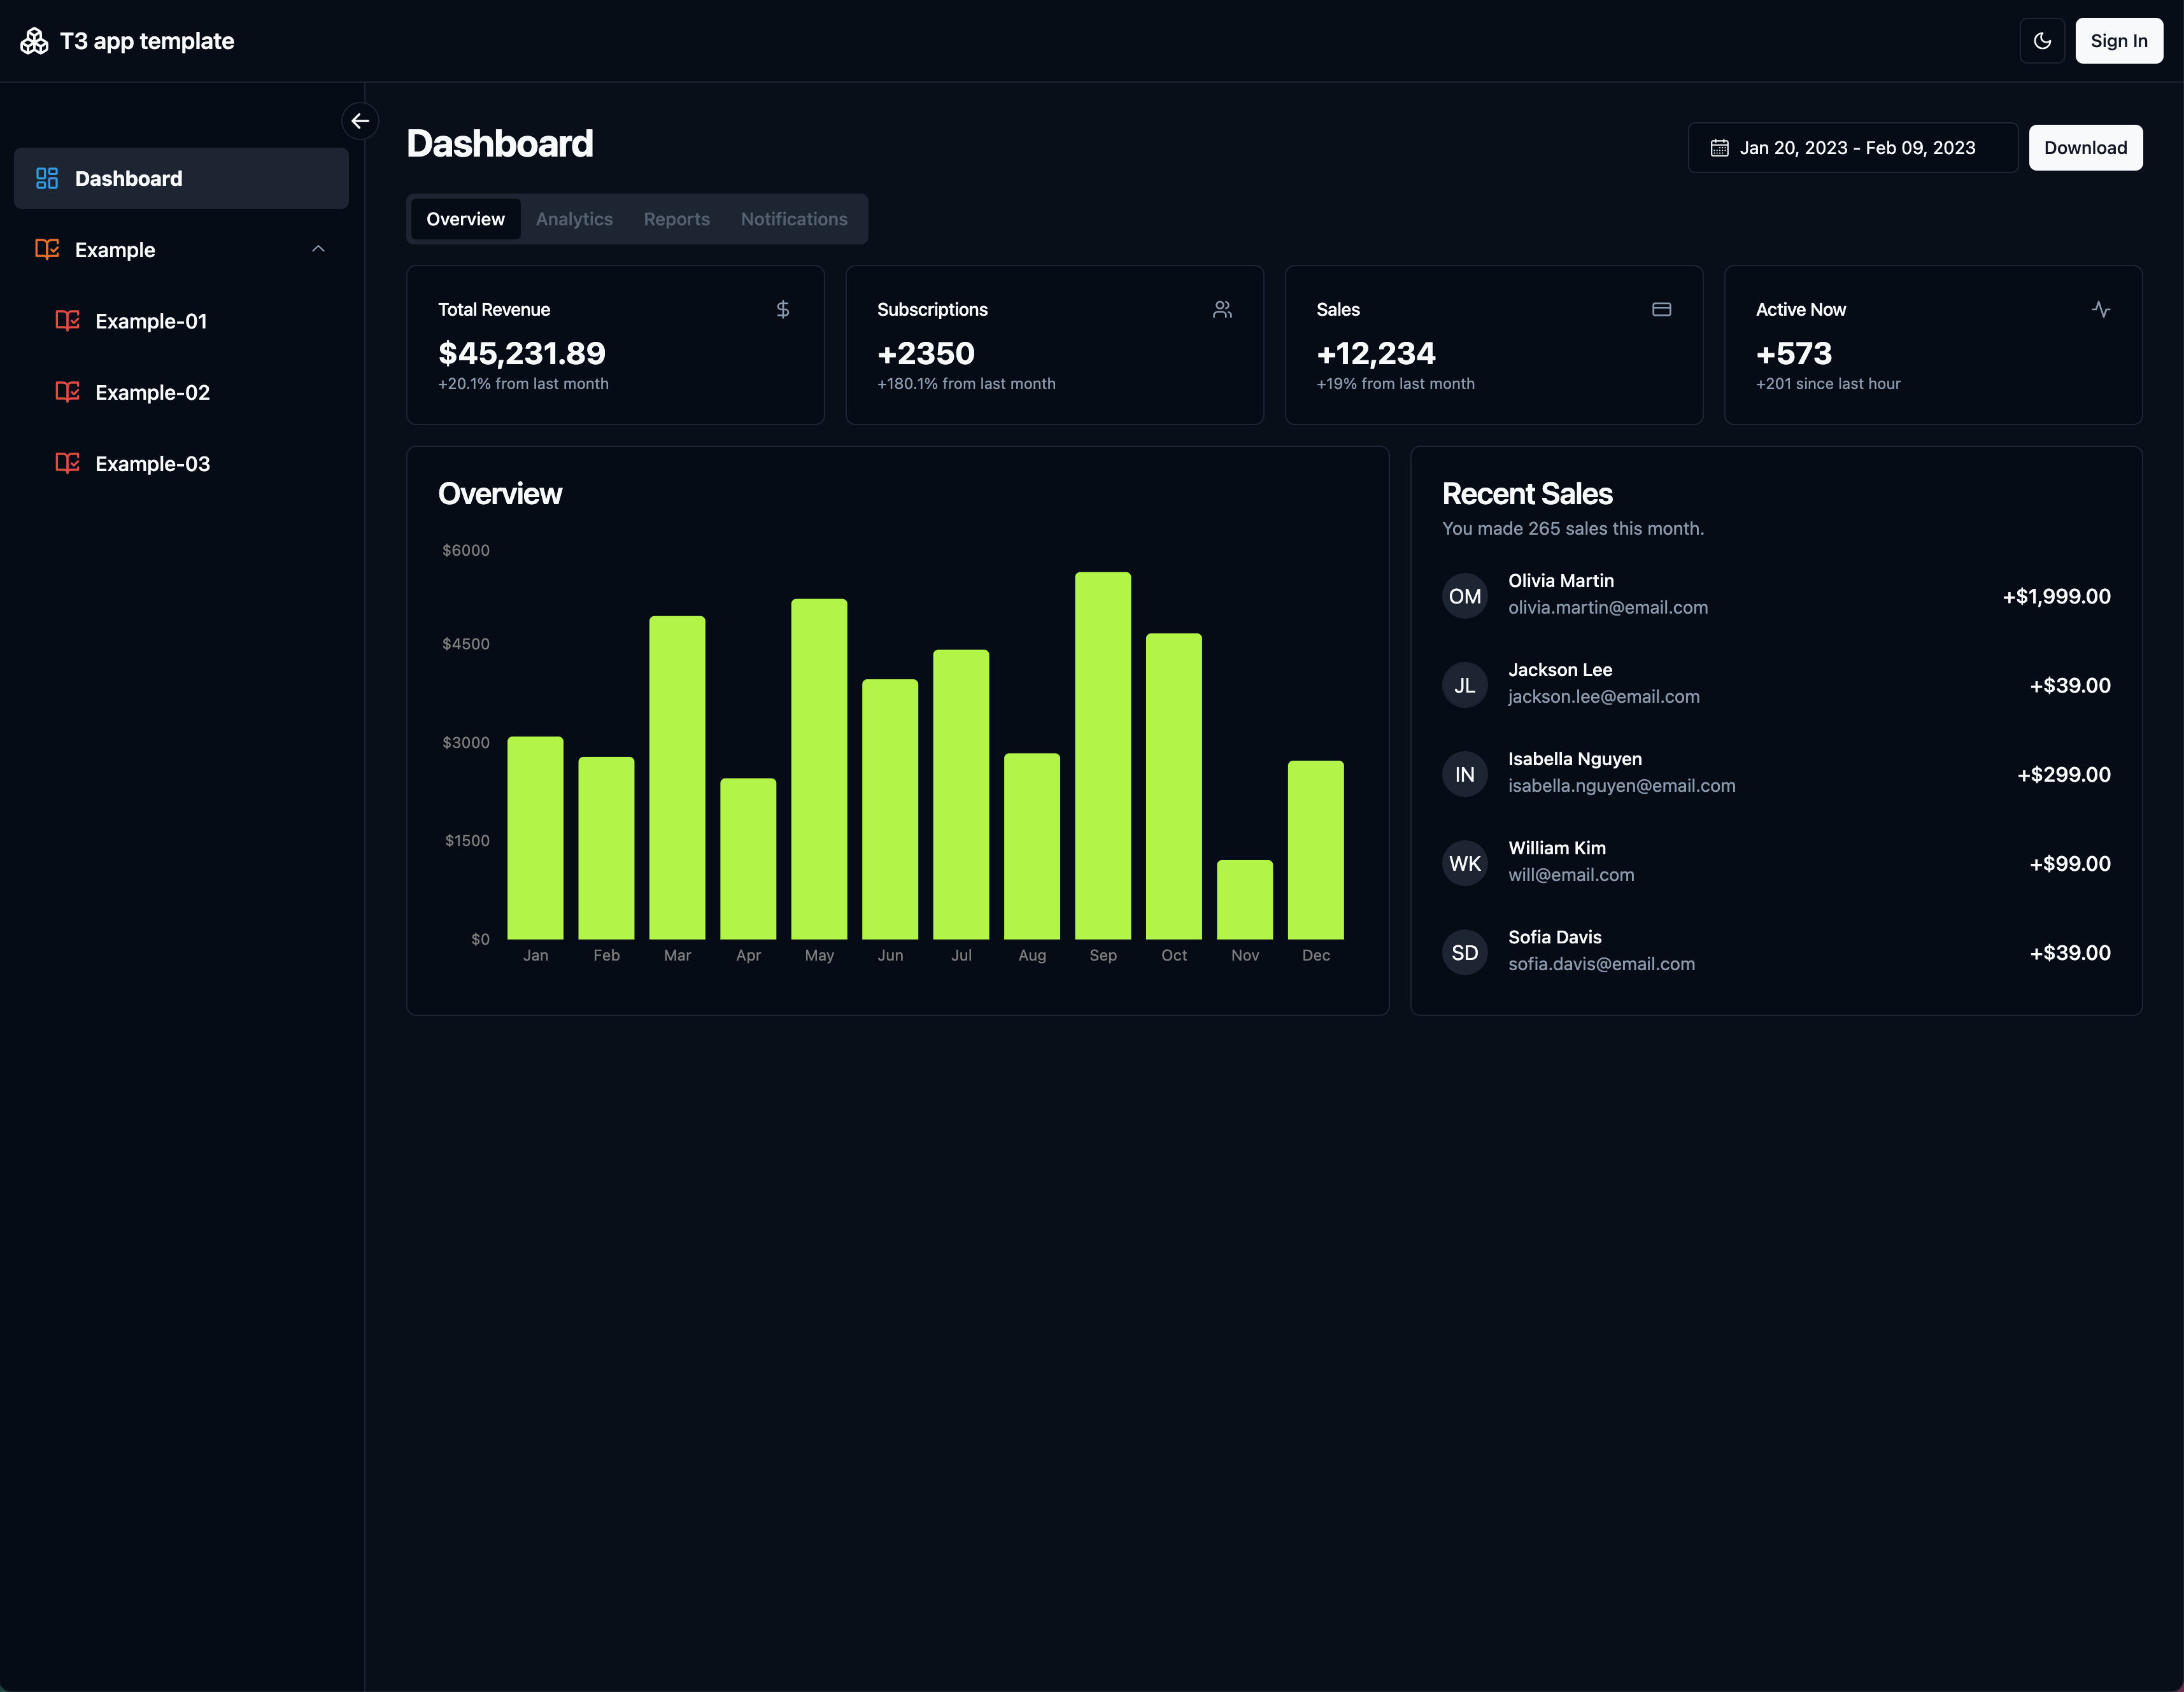 T3 app template
Sign In
Dashboard
Example
Example-01
Example-02
Example-03
Dashboard
Jan 20, 2023 - Feb 09, 2023
Download
Overview
Analytics
Reports
Notifications
Total Revenue
$45,231.89
+20.1% from last month
Subscriptions
+2350
+180.1% from last month
Sales
+12,234
+19% from last month
Active Now
+573
+201 since last hour
Overview
$6000
$4500
$3000
$1500
$0
Jan Feb Mar Apr May Jun Jul Aug Sep Oct Nov Dec
Recent Sales
You made 265 sales this month.
OM
Olivia Martin
olivia.martin@email.com
+$1,999.00
JL
Jackson Lee
jackson.lee@email.com
+$39.00
IN
Isabella Nguyen
isabella.nguyen@email.com
+$299.00
WK
William Kim
will@email.com
+$99.00
SD
Sofia Davis
sofia.davis@email.com
+$39.00